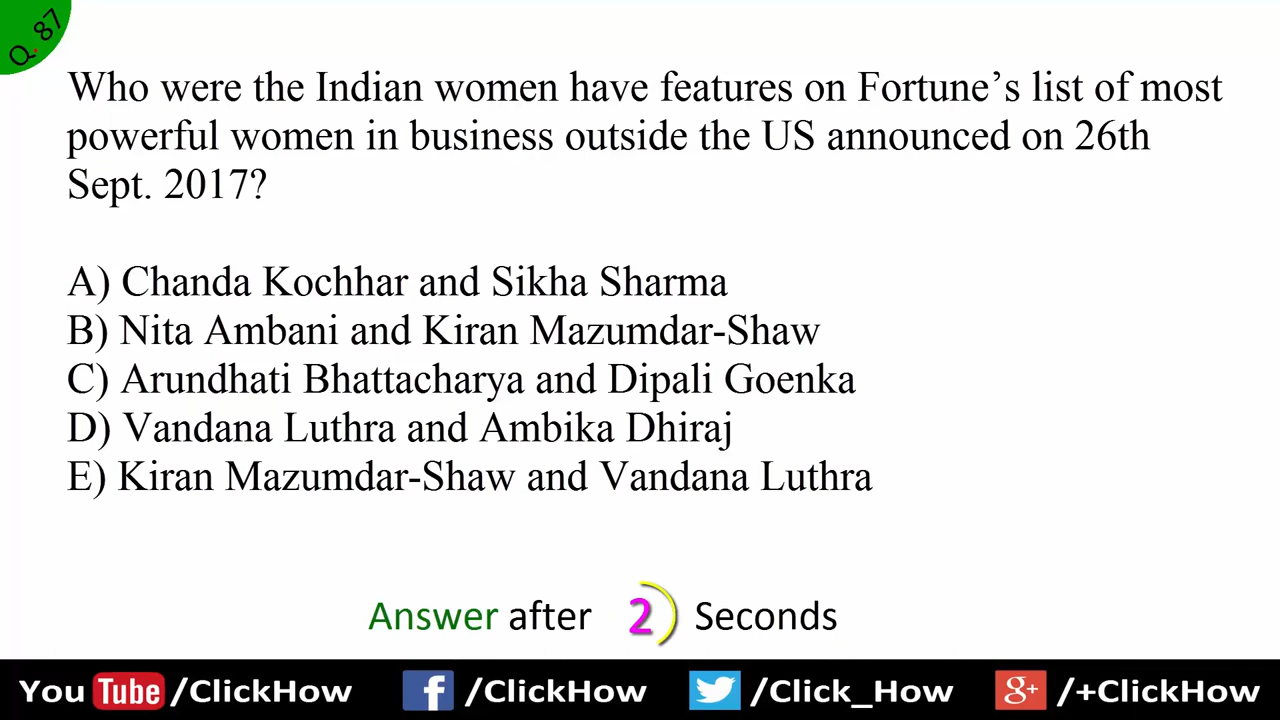 Q. 87
Who were the Indian women have features on Fortune’s list of most
powerful women in business outside the US announced on 26th
Sept. 2017?
A) Chanda Kochhar and Sikha Sharma
B) Nita Ambani and Kiran Mazumdar-Shaw
C) Arundhati Bhattacharya and Dipali Goenka
D) Vandana Luthra and Ambika Dhiraj
E) Kiran Mazumdar-Shaw and Vandana Luthra
Answer after 2 Seconds
You Tube /ClickHow f /ClickHow /Click_How g+ /+ClickHow